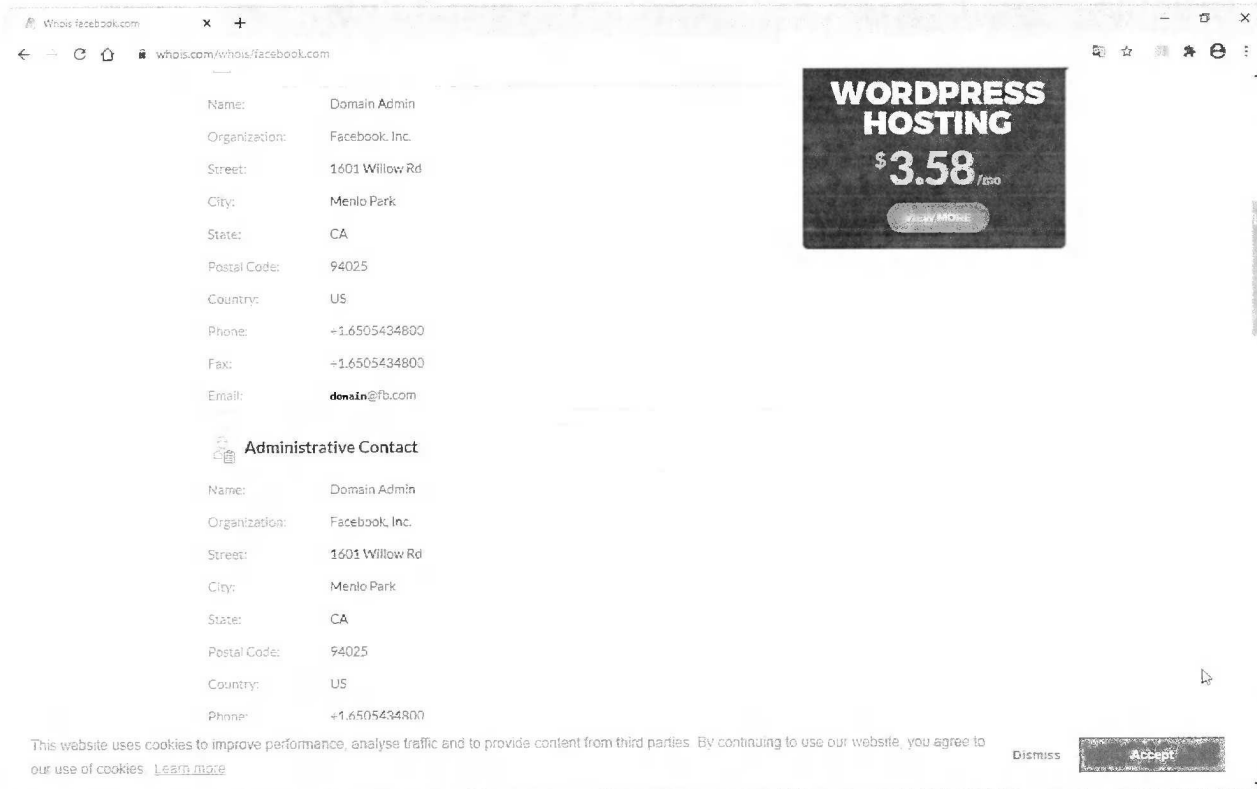 Whois facebook.com
whois.com/whois/facebook.com
Name: Domain Admin
Organization: Facebook, Inc.
Street: 1601 Willow Rd
City: Menlo Park
State: CA
Postal Code: 94025
Country: US
Phone: +1.6505434800
Fax: +1.6505434800
Email: domain@fb.com
WORDPRESS
HOSTING
$3.58/mo
VIEW MORE
Administrative Contact
Name: Domain Admin
Organization: Facebook, Inc.
Street: 1601 Willow Rd
City: Menlo Park
State: CA
Postal Code: 94025
Country: US
Phone: +1.6505434800
This website uses cookies to improve performance, analyse traffic and to provide content from third parties. By continuing to use our website, you agree to
our use of cookies. Learn more
Dismiss
Accept